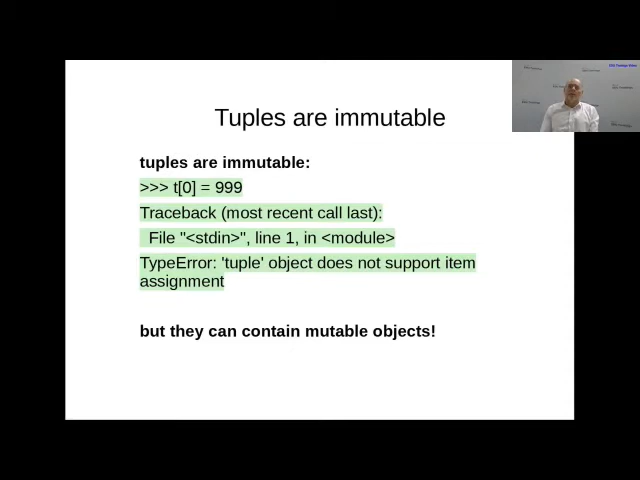 Tuples are immutable
tuples are immutable:
>>> t[0] = 999
Traceback (most recent call last):
  File "<stdin>", line 1, in <module>
TypeError: 'tuple' object does not support item
assignment
but they can contain mutable objects!